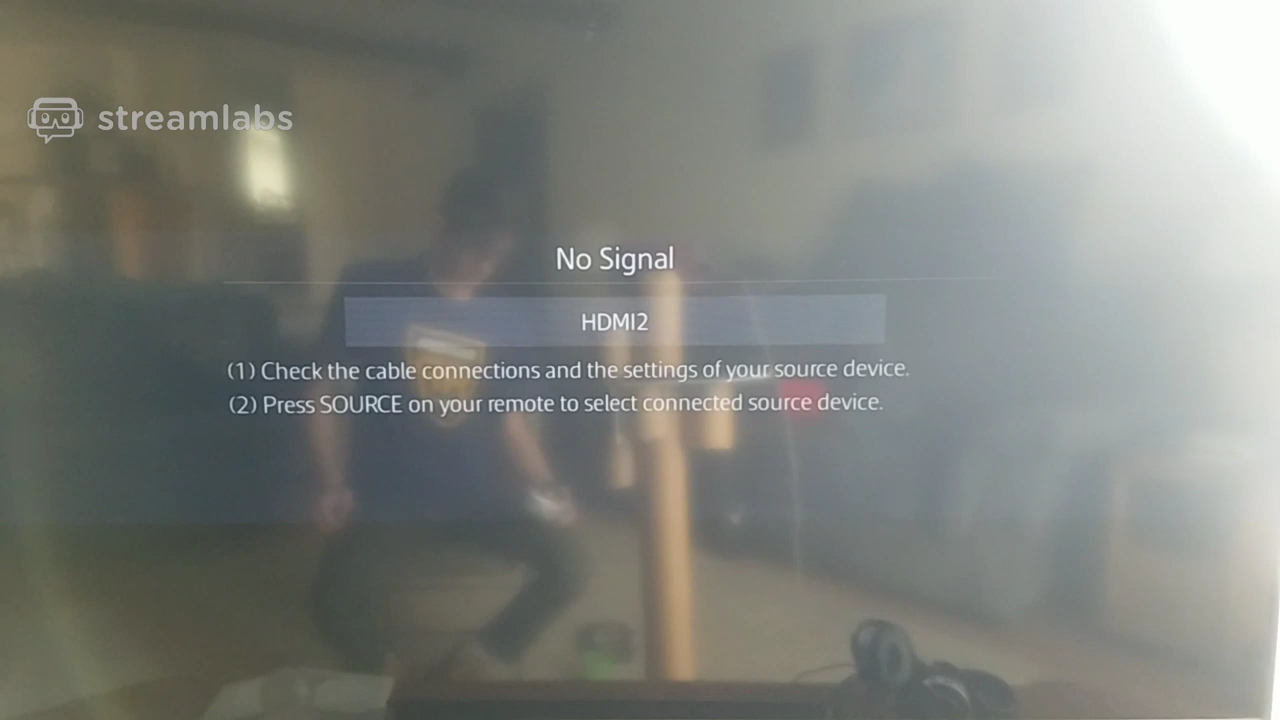 streamlabs
No Signal
HDMI2
(1) Check the cable connections and the settings of your source device.
(2) Press SOURCE on your remote to select connected source device.